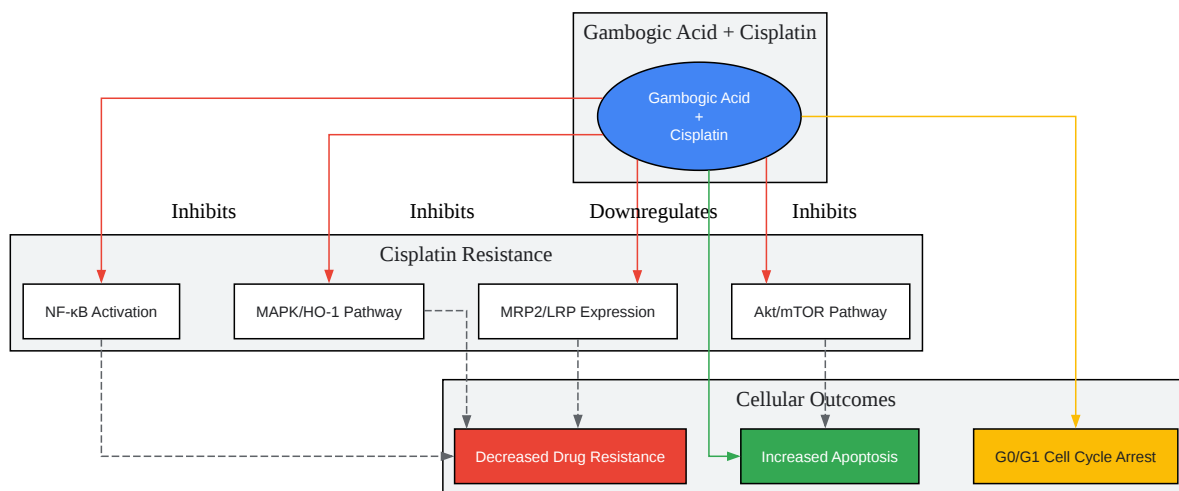 Gambogic Acid + Cisplatin
Gambogic Acid
+
Cisplatin
Inhibits
Inhibits
Downregulates
Inhibits
Cisplatin Resistance
NF-κB Activation
MAPK/HO-1 Pathway
MRP2/LRP Expression
Akt/mTOR Pathway
Cellular Outcomes
Decreased Drug Resistance
Increased Apoptosis
G0/G1 Cell Cycle Arrest